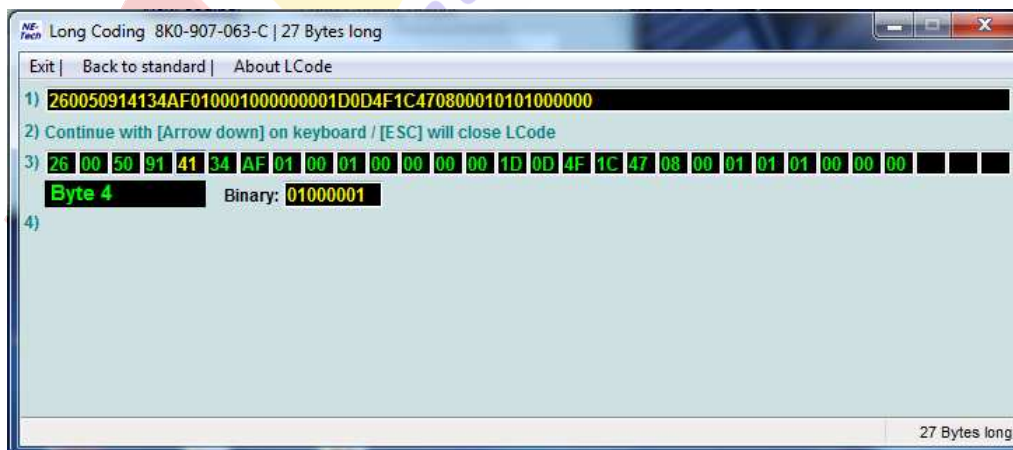 NE-Tech Long Coding 8K0-907-063-C | 27 Bytes long
Exit | Back to standard | About LCode
1) 260050914134AF010001000000001D0D4F1C470800010101000000
2) Continue with [Arrow down] on keyboard / [ESC] will close LCode
3) 26 00 50 91 41 34 AF 01 00 01 00 00 00 00 1D 0D 4F 1C 47 08 00 01 01 01 00 00 00
Byte 4 Binary: 01000001
4)
27 Bytes long